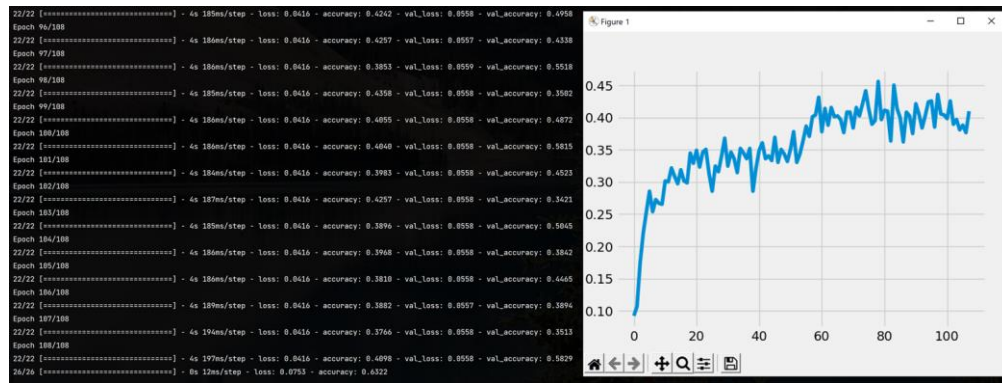 22/22 [==============================] - 4s 185ms/step - loss: 0.0416 - accuracy: 0.4242 - val_loss: 0.0558 - val_accuracy: 0.4958
Epoch 96/108
22/22 [==============================] - 4s 186ms/step - loss: 0.0416 - accuracy: 0.4257 - val_loss: 0.0557 - val_accuracy: 0.4338
Epoch 97/108
22/22 [==============================] - 4s 186ms/step - loss: 0.0416 - accuracy: 0.3853 - val_loss: 0.0559 - val_accuracy: 0.5518
Epoch 98/108
22/22 [==============================] - 4s 185ms/step - loss: 0.0416 - accuracy: 0.4358 - val_loss: 0.0558 - val_accuracy: 0.3502
Epoch 99/108
22/22 [==============================] - 4s 186ms/step - loss: 0.0416 - accuracy: 0.4055 - val_loss: 0.0558 - val_accuracy: 0.4872
Epoch 100/108
22/22 [==============================] - 4s 186ms/step - loss: 0.0416 - accuracy: 0.4040 - val_loss: 0.0558 - val_accuracy: 0.5815
Epoch 101/108
22/22 [==============================] - 4s 184ms/step - loss: 0.0416 - accuracy: 0.3983 - val_loss: 0.0558 - val_accuracy: 0.4523
Epoch 102/108
22/22 [==============================] - 4s 187ms/step - loss: 0.0416 - accuracy: 0.4257 - val_loss: 0.0558 - val_accuracy: 0.3421
Epoch 103/108
22/22 [==============================] - 4s 185ms/step - loss: 0.0416 - accuracy: 0.3896 - val_loss: 0.0558 - val_accuracy: 0.5045
Epoch 104/108
22/22 [==============================] - 4s 186ms/step - loss: 0.0416 - accuracy: 0.3968 - val_loss: 0.0558 - val_accuracy: 0.3842
Epoch 105/108
22/22 [==============================] - 4s 186ms/step - loss: 0.0416 - accuracy: 0.3810 - val_loss: 0.0558 - val_accuracy: 0.4465
Epoch 106/108
22/22 [==============================] - 4s 189ms/step - loss: 0.0416 - accuracy: 0.3882 - val_loss: 0.0557 - val_accuracy: 0.3894
Epoch 107/108
22/22 [==============================] - 4s 194ms/step - loss: 0.0416 - accuracy: 0.3766 - val_loss: 0.0558 - val_accuracy: 0.3513
Epoch 108/108
22/22 [==============================] - 4s 197ms/step - loss: 0.0416 - accuracy: 0.4098 - val_loss: 0.0558 - val_accuracy: 0.5829
26/26 [==============================] - 0s 12ms/step - loss: 0.0753 - accuracy: 0.6322
Figure 1
0.45
0.40
0.35
0.30
0.25
0.20
0.15
0.10
0 20 40 60 80 100